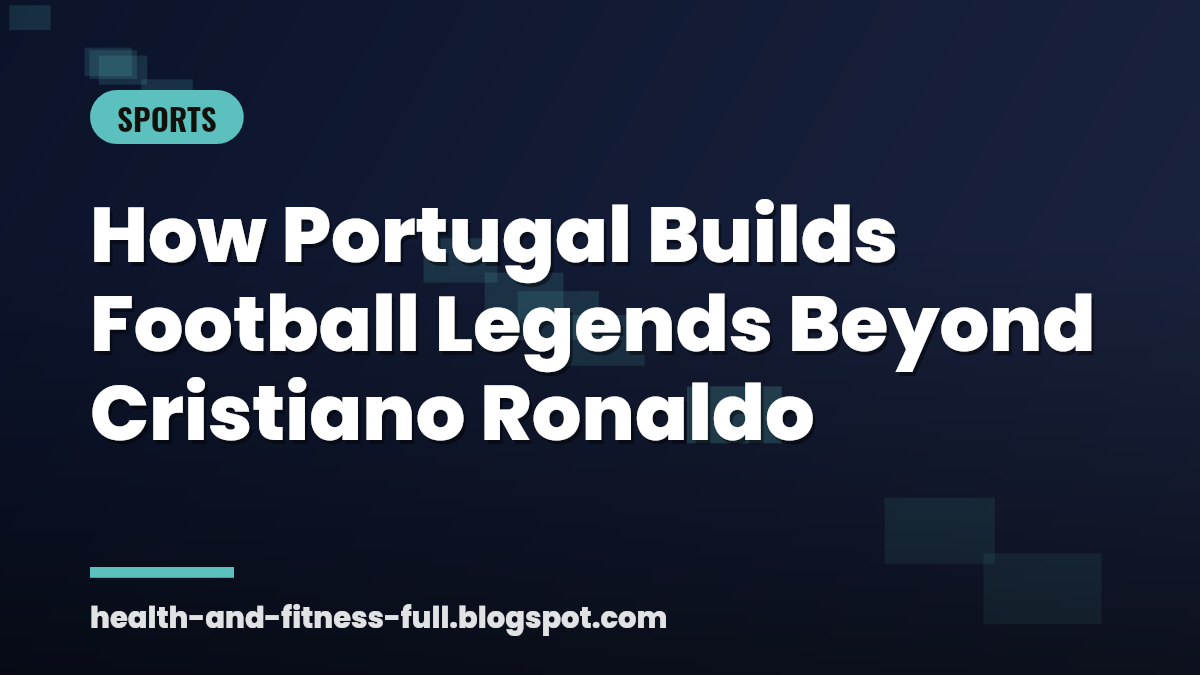 SPORTS
How Portugal Builds
Football Legends Beyond
Cristiano Ronaldo
health-and-fitness-full.blogspot.com